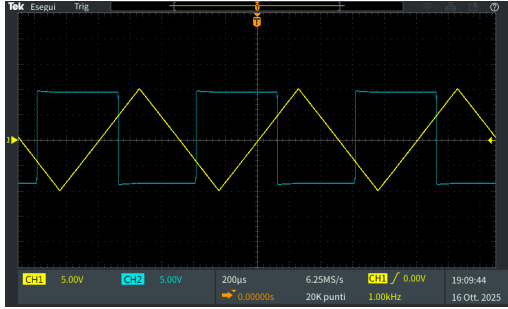 Tek Esegui Trig
T
1
CH1 5.00V CH2 5.00V 200µs 6.25MS/s CH1 0.00V 19:09:44
0.00000s 20K punti 1.00kHz 16 Ott. 2025